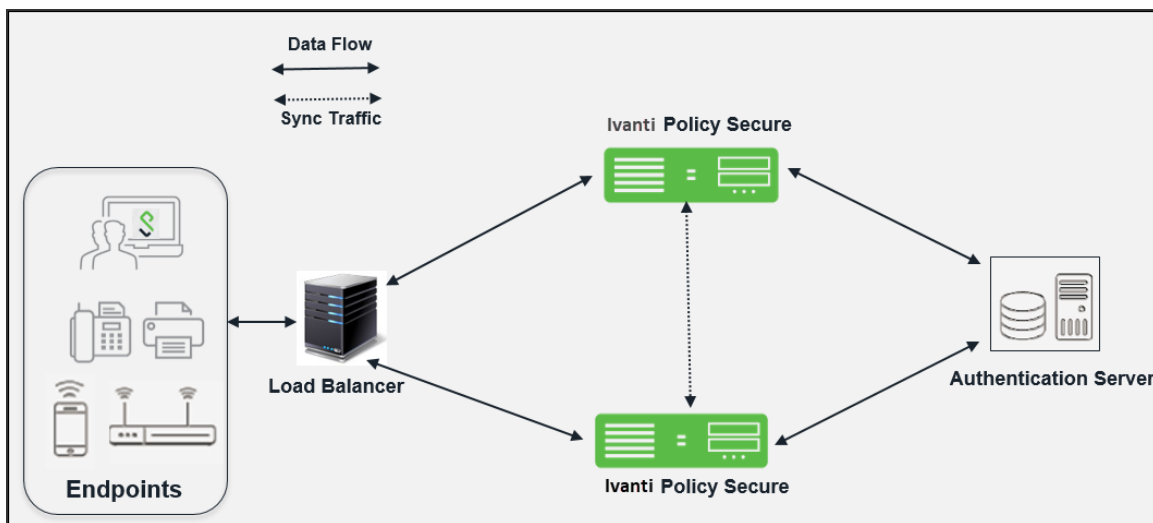 Data Flow
Sync Traffic
Ivanti Policy Secure
Load Balancer
Authentication Server
Endpoints
Ivanti Policy Secure